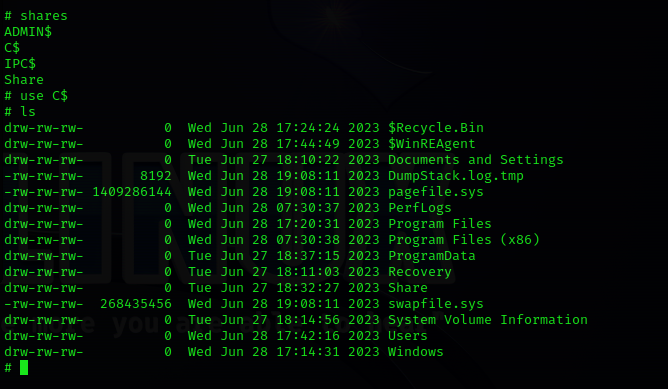 # shares
ADMIN$
C$
IPC$
Share
# use C$
# ls
drw-rw-rw-          0  Wed Jun 28 17:24:24 2023 $Recycle.Bin
drw-rw-rw-          0  Wed Jun 28 17:44:49 2023 $WinREAgent
drw-rw-rw-          0  Tue Jun 27 18:10:22 2023 Documents and Settings
-rw-rw-rw-       8192  Wed Jun 28 19:08:11 2023 DumpStack.log.tmp
-rw-rw-rw- 1409286144  Wed Jun 28 19:08:11 2023 pagefile.sys
drw-rw-rw-          0  Wed Jun 28 07:30:37 2023 PerfLogs
drw-rw-rw-          0  Wed Jun 28 17:20:31 2023 Program Files
drw-rw-rw-          0  Wed Jun 28 07:30:38 2023 Program Files (x86)
drw-rw-rw-          0  Tue Jun 27 18:37:15 2023 ProgramData
drw-rw-rw-          0  Tue Jun 27 18:11:03 2023 Recovery
drw-rw-rw-          0  Tue Jun 27 18:32:27 2023 Share
-rw-rw-rw-  268435456  Wed Jun 28 19:08:11 2023 swapfile.sys
drw-rw-rw-          0  Tue Jun 27 18:14:56 2023 System Volume Information
drw-rw-rw-          0  Wed Jun 28 17:42:16 2023 Users
drw-rw-rw-          0  Wed Jun 28 17:14:31 2023 Windows
#